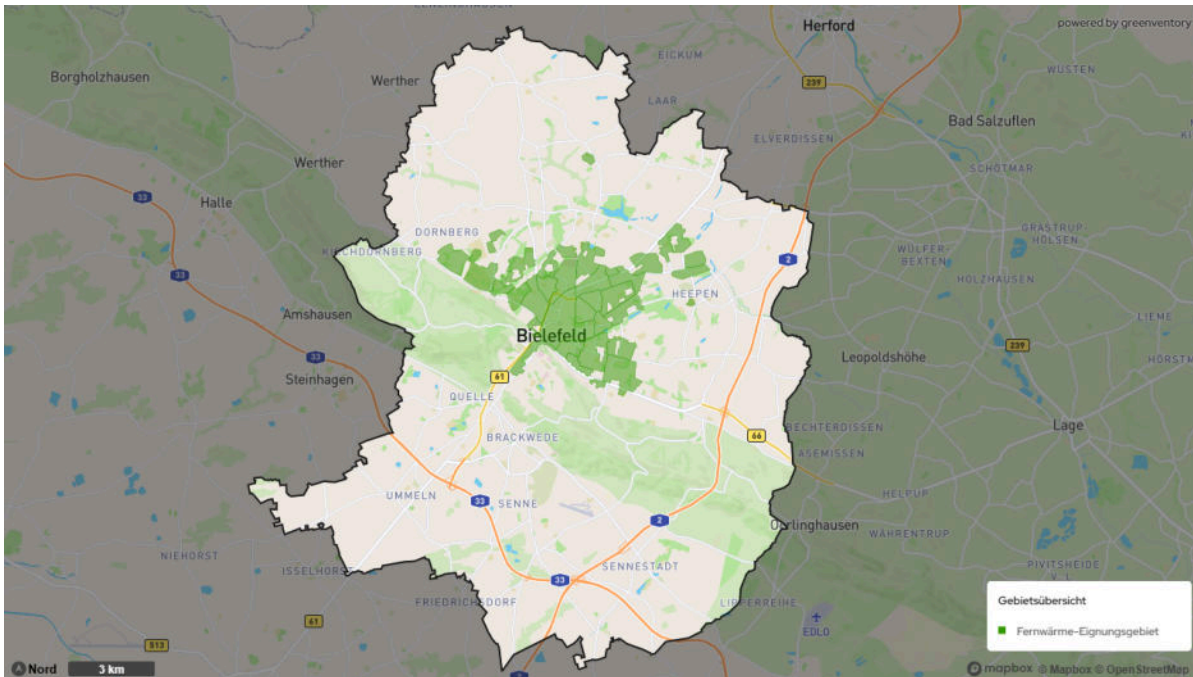 Herford
powered by greenventory
EICKUM
Borgholzhausen
Werther
WÜSTEN
239
LAAR
Bad Salzuflen
ELVERDISSEN
Werther
SCHÖTMAR
33
Halle
DORNBERG
GRASTRUP-
HÖLSEN
KIRCHDORNBERG
WÜLFER-
BEXTEN
2
33
HOLZHAUSEN
HEEPEN
Amshausen
LIEME
Bielefeld
239
33
Leopoldshöhe
Steinhagen
61
QUELLE
Lage
BECHTERDISSEN
66
BRACKWEDE
ASEMISSEN
UMMELN
HELPUP
33
SENNE
2
Oerlinghausen
WÄHRENTRUP
NIEHORST
ISSELHORST
SENNESTADT
PIVITSHEIDE
V. L.
33
FRIEDRICHSDORF
LIPPERREIHE
Gebietsübersicht
61
EDLO
Fernwärme-Eignungsgebiet
513
Nord
3 km
2
mapbox © Mapbox © OpenStreetMap